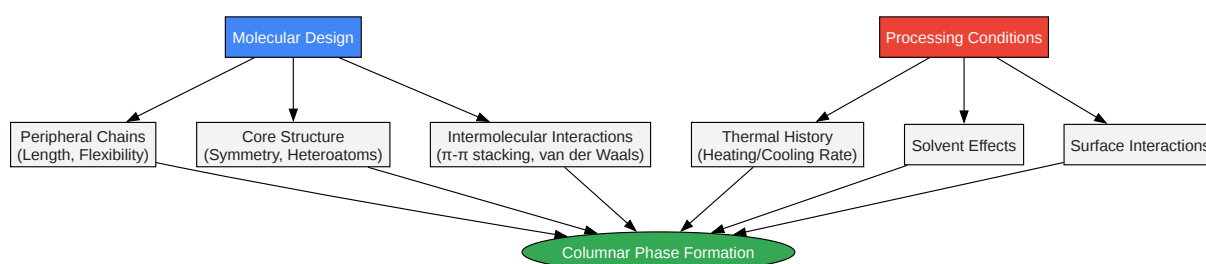 Molecular Design
Processing Conditions
Peripheral Chains
(Length, Flexibility)
Core Structure
(Symmetry, Heteroatoms)
Intermolecular Interactions
(π-π stacking, van der Waals)
Thermal History
(Heating/Cooling Rate)
Solvent Effects
Surface Interactions
Columnar Phase Formation